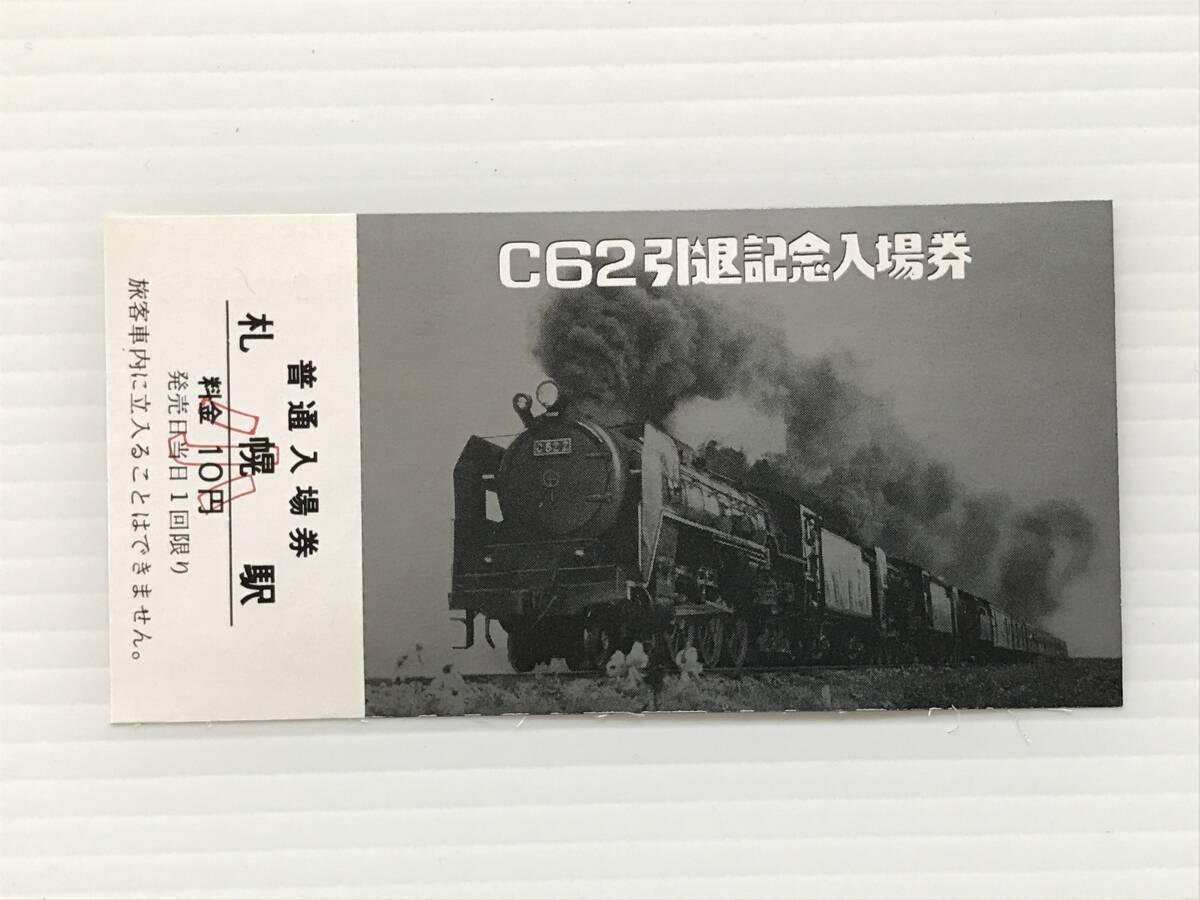 C62引退記念入場券
C622
普通入場券
札幌駅
小
料金 10円
発売日当日1回限り
旅客車内に立入ることはできません。